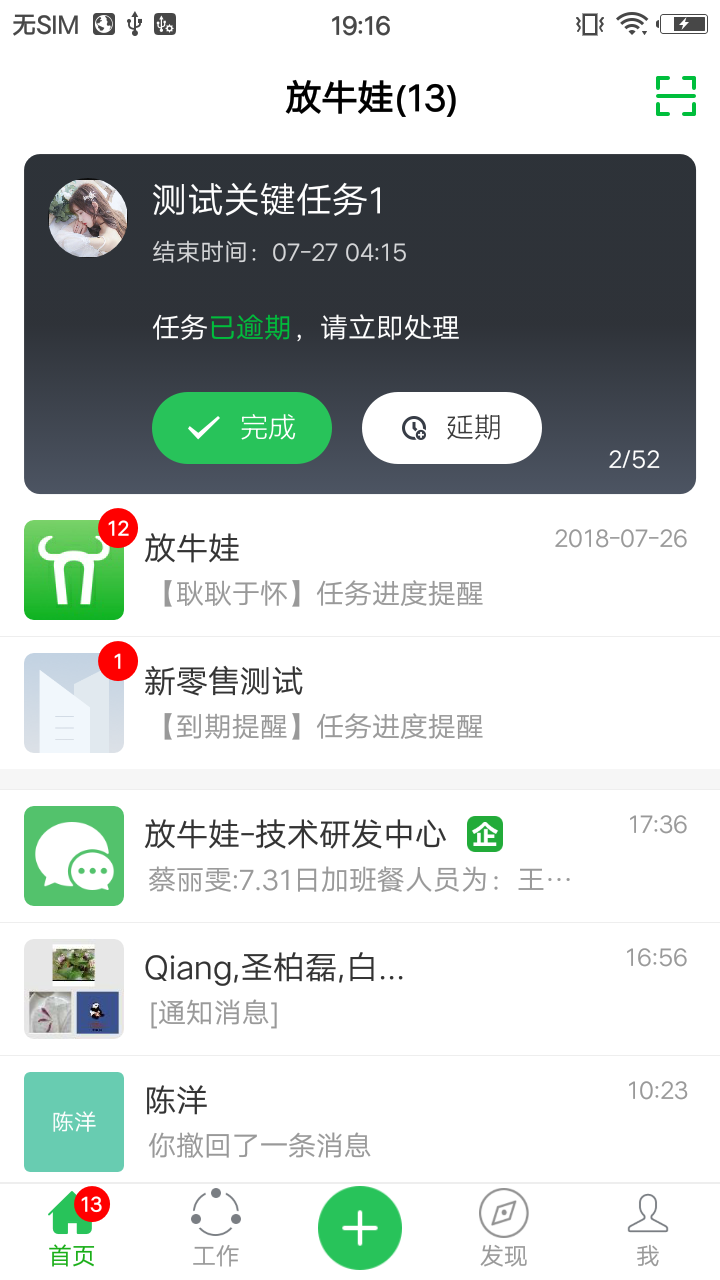 无SIM 19:16
放牛娃(13)
测试关键任务1
结束时间：07-27 04:15
任务已逾期，请立即处理
完成 延期
2/52
12
放牛娃 2018-07-26
【耿耿于怀】任务进度提醒
1
新零售测试
【到期提醒】任务进度提醒
放牛娃-技术研发中心 企 17:36
蔡丽雯:7.31日加班餐人员为：王…
Qiang,圣柏磊,白... 16:56
[通知消息]
陈洋
陈洋 10:23
你撤回了一条消息
13
首页 工作 发现 我